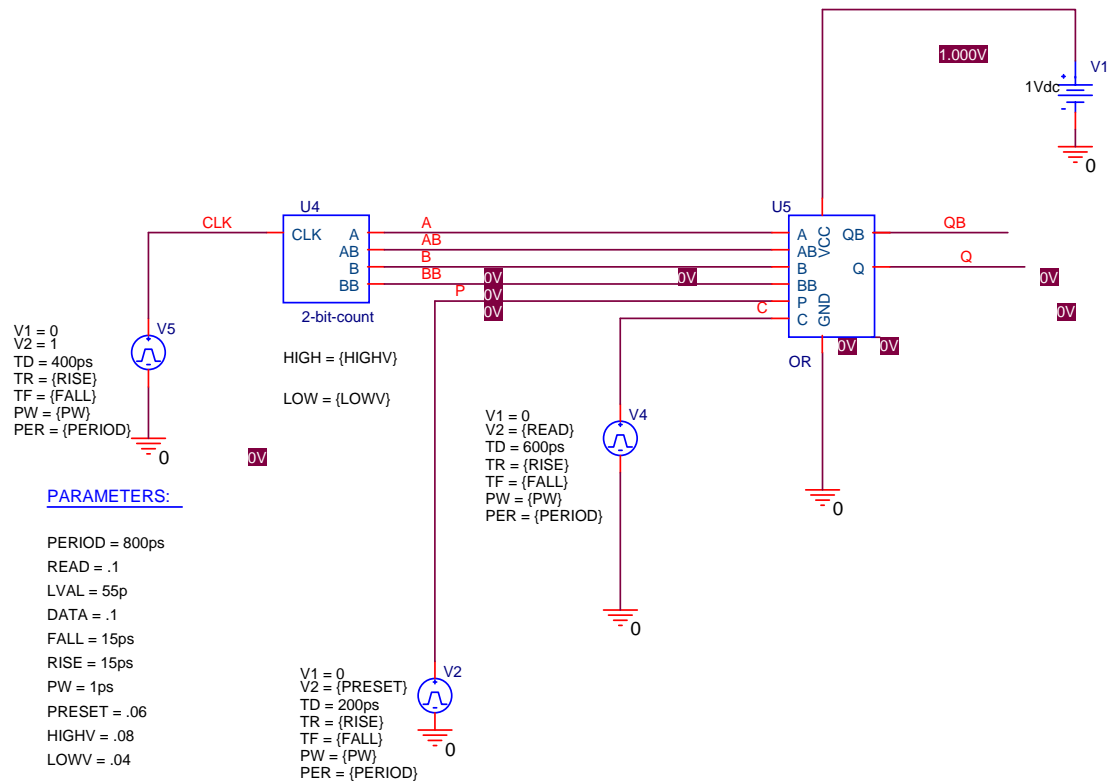 1.000V
V1
1Vdc
0
U4
CLK
CLK
A
AB
B
BB
2-bit-count
HIGH = {HIGHV}
LOW = {LOWV}
A
AB
B
BB
P
0V
0V
0V
0V
C
U5
A
AB
B
BB
P
C
VCC
GND
QB
Q
OR
QB
Q
0V
0V
0V
0V
V5
V1 = 0
V2 = 1
TD = 400ps
TR = {RISE}
TF = {FALL}
PW = {PW}
PER = {PERIOD}
0
0V
V4
V1 = 0
V2 = {READ}
TD = 600ps
TR = {RISE}
TF = {FALL}
PW = {PW}
PER = {PERIOD}
0
0
PARAMETERS:
PERIOD = 800ps
READ = .1
LVAL = 55p
DATA = .1
FALL = 15ps
RISE = 15ps
PW = 1ps
PRESET = .06
HIGHV = .08
LOWV = .04
V2
V1 = 0
V2 = {PRESET}
TD = 200ps
TR = {RISE}
TF = {FALL}
PW = {PW}
PER = {PERIOD}
0